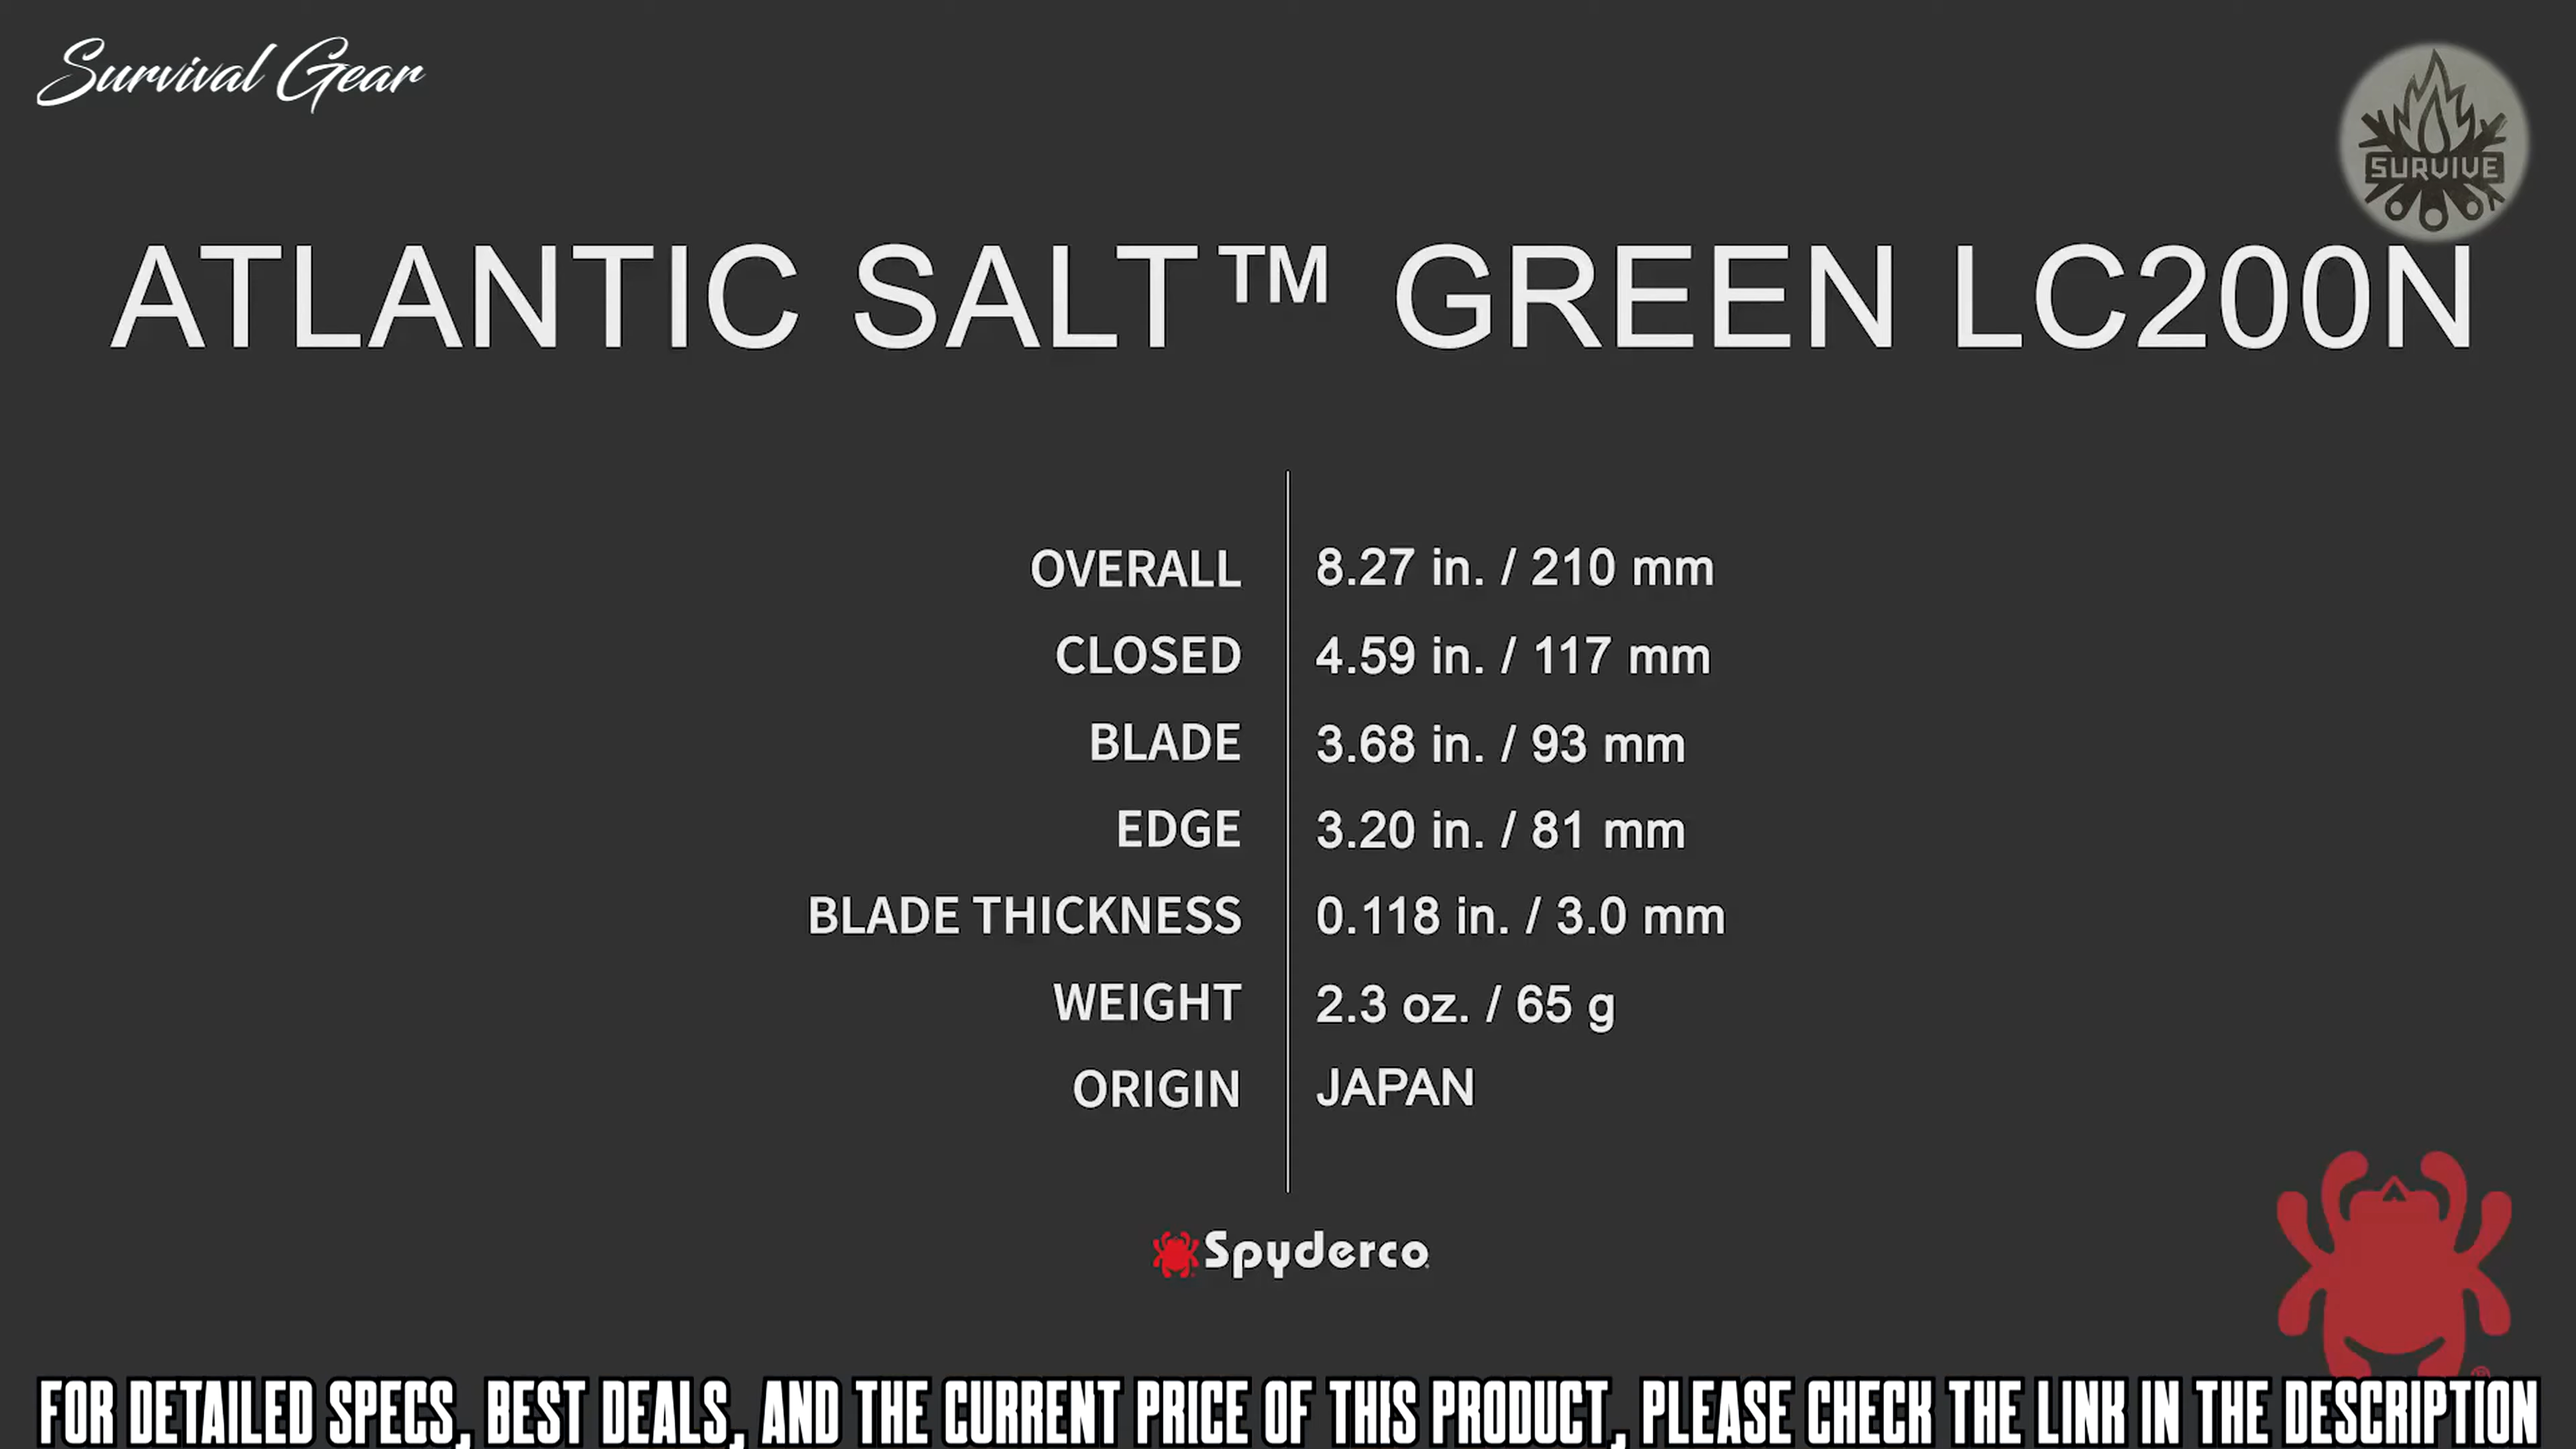 Survival Gear
SURVIVE
ATLANTIC SALT™ GREEN LC200N
OVERALL 8.27 in. / 210 mm
CLOSED 4.59 in. / 117 mm
BLADE 3.68 in. / 93 mm
EDGE 3.20 in. / 81 mm
BLADE THICKNESS 0.118 in. / 3.0 mm
WEIGHT 2.3 oz. / 65 g
ORIGIN JAPAN
Spyderco
®
FOR DETAILED SPECS, BEST DEALS, AND THE CURRENT PRICE OF THIS PRODUCT, PLEASE CHECK THE LINK IN THE DESCRIPTION